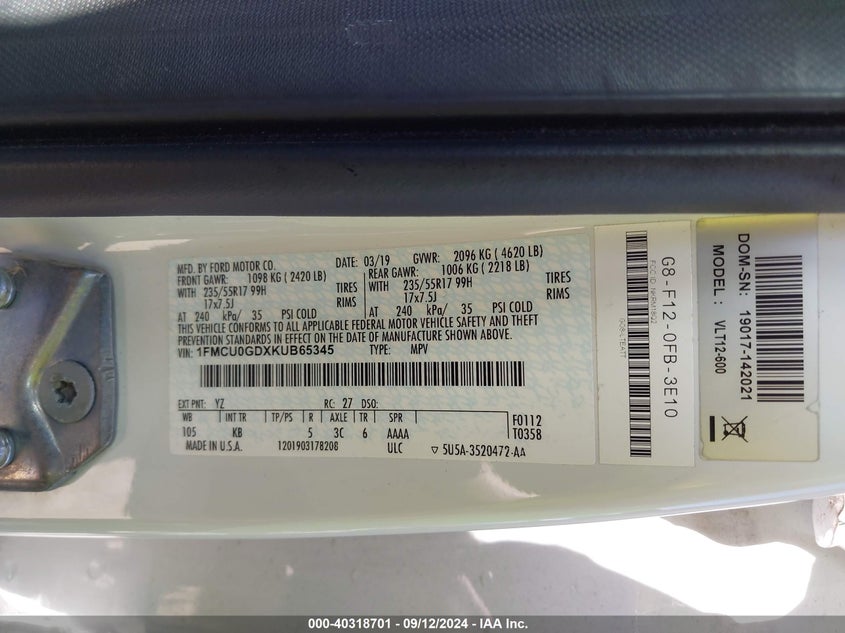 MFD. BY FORD MOTOR CO.
DATE: 03/19 GVWR: 2096 KG ( 4620 LB)
FRONT GAWR: 1098 KG ( 2420 LB)
REAR GAWR: 1006 KG ( 2218 LB)
WITH 235/55R17 99H TIRES
17x7.5J RIMS
AT 240 kPa/ 35 PSI COLD
WITH 235/55R17 99H TIRES
17x7.5J RIMS
AT 240 kPa/ 35 PSI COLD
THIS VEHICLE CONFORMS TO ALL APPLICABLE FEDERAL MOTOR VEHICLE SAFETY AND THEFT
PREVENTION STANDARDS IN EFFECT ON THE DATE OF MANUFACTURE SHOWN ABOVE.
VIN: 1FMCU0GDXKUB65345 TYPE: MPV
EXT PNT: YZ RC: 27 DSO:
WB INT TR TP/PS R AXLE TR SPR
105 KB 5 3C 6 AAAA
F0112
T0358
MADE IN U.S.A. 1201903178206 ULC ▽ 5U5A-3520472-AA
G8-F12-0FB-3E10
DOM-SN: 19017-142021
MODEL: VLT12-600
000-40318701 - 09/12/2024 - IAA Inc.